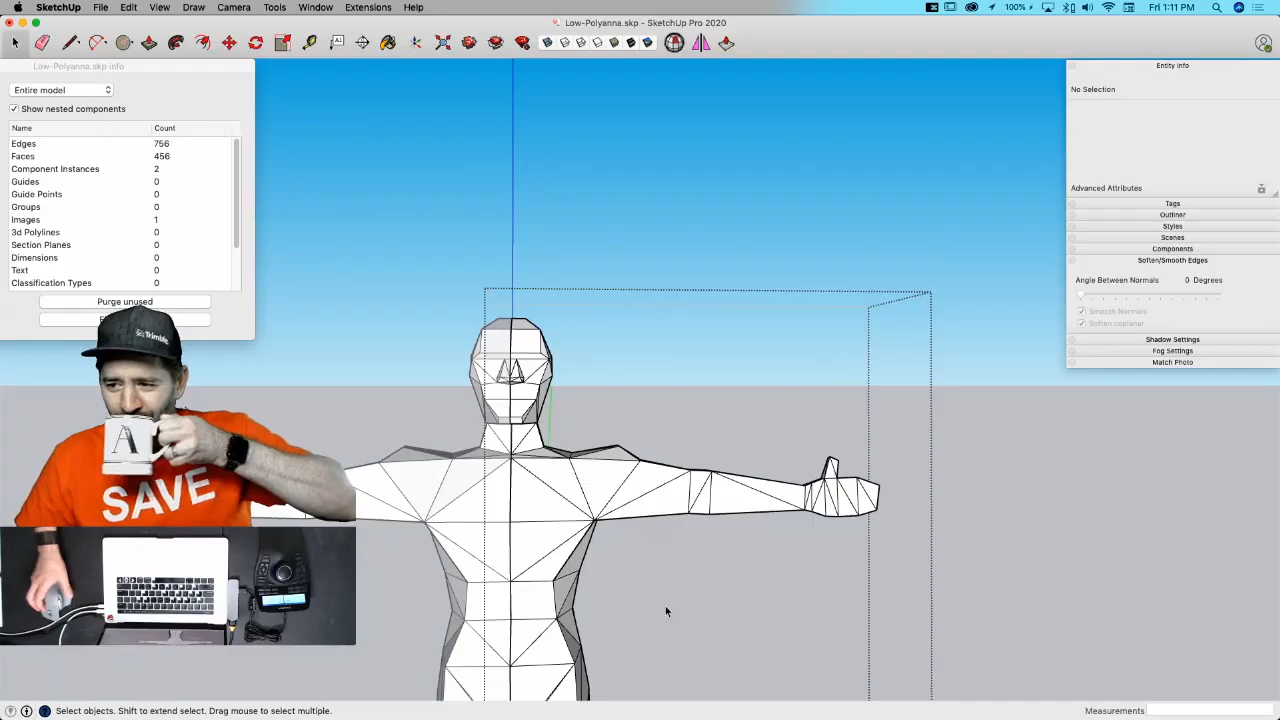 SketchUp File Edit View Draw Camera Tools Window Extensions Help
100% Fri 1:11 PM
Low-Polyanna.skp - SketchUp Pro 2020
Low-Polyanna.skp info
Entire model
Show nested components
Name Count
Edges 756
Faces 456
Component Instances 2
Guides 0
Guide Points 0
Groups 0
Images 1
3d Polylines 0
Section Planes 0
Dimensions 0
Text 0
Classification Types 0
Purge unused
Trimble
A
SAVE
Entity Info
No Selection
Advanced Attributes
Tags
Outliner
Styles
Scenes
Components
Soften/Smooth Edges
Angle Between Normals 0 Degrees
Smooth Normals
Soften coplanar
Shadow Settings
Fog Settings
Match Photo
Select objects. Shift to extend select. Drag mouse to select multiple.
Measurements